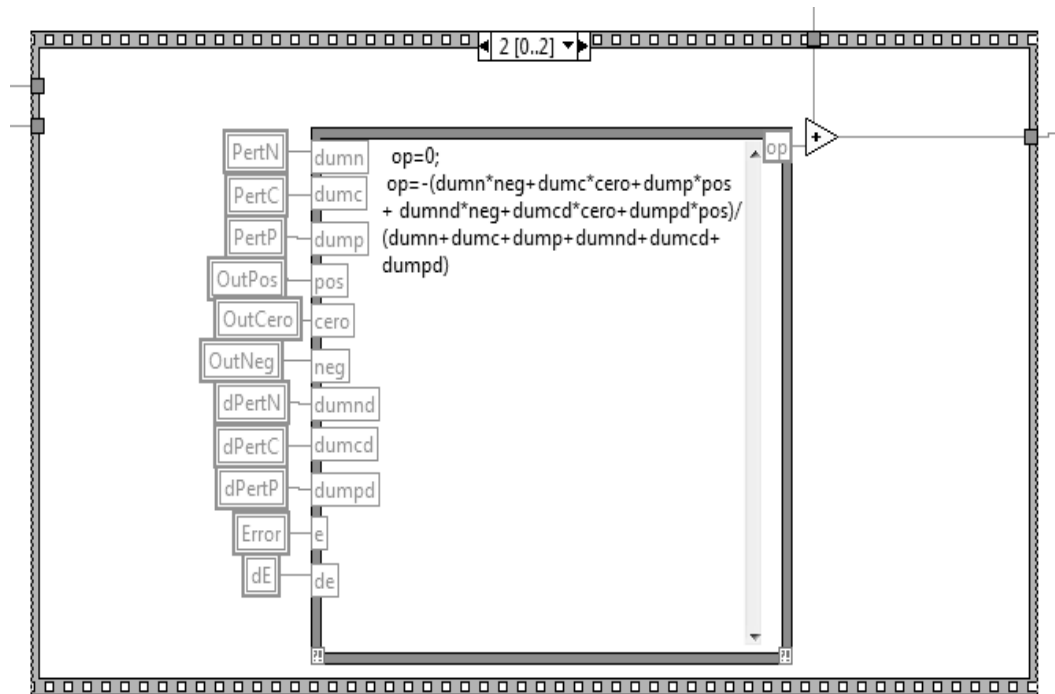 2 [0..2]
PertN dumn
PertC dumc
PertP dump
OutPos pos
OutCero cero
OutNeg neg
dPertN dumnd
dPertC dumcd
dPertP dumpd
Error e
dE de
op=0;
op=-(dumn*neg+dumc*cero+dump*pos
+ dumnd*neg+dumcd*cero+dumpd*pos)/
(dumn+dumc+dump+dumnd+dumcd+
dumpd)
op
+
?!
?!